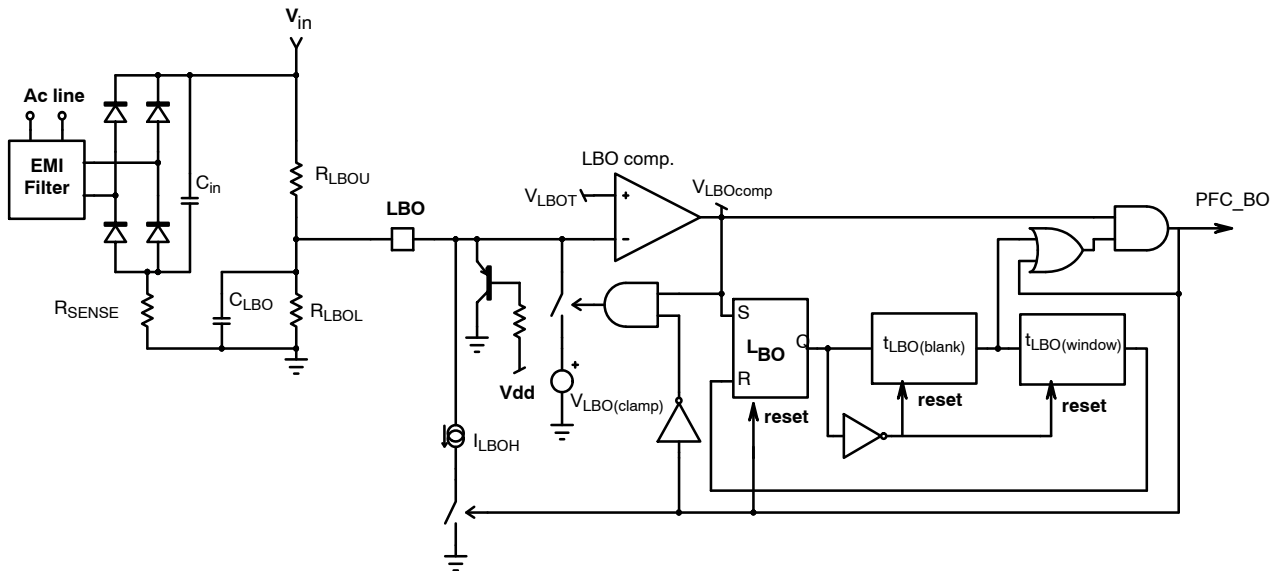 Vin
Ac line
EMI
Filter
Cin
RLBOU
LBO
RSENSE
CLBO
RLBOL
LBO comp.
VLBOT
+
−
VLBOcomp
PFC_BO
S
LBO
Q
R
reset
tLBO(blank)
reset
tLBO(window)
reset
Vdd
+
VLBO(clamp)
ILBOH